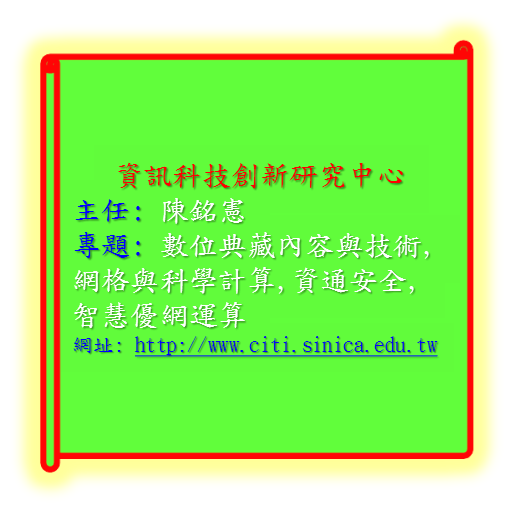 資訊科技創新研究中心
主任: 陳銘憲
專題: 數位典藏內容與技術,
網格與科學計算,資通安全,
智慧優網運算
網址: http://www.citi.sinica.edu.tw